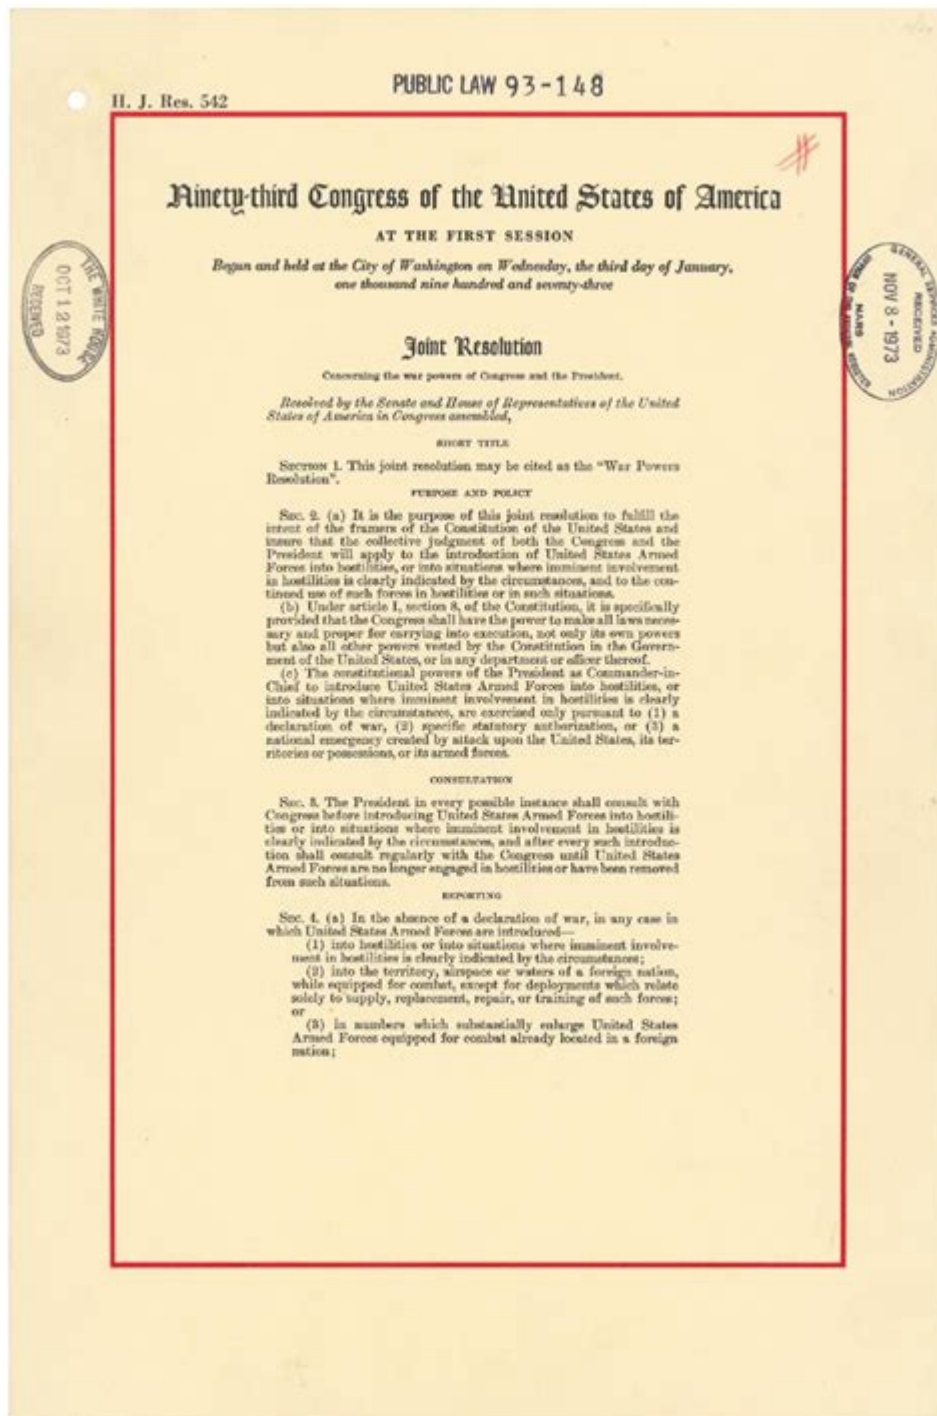 PUBLIC LAW 93-148
H. J. Res. 542
#
Ninety-third Congress of the United States of America
AT THE FIRST SESSION
Begun and held at the City of Washington on Wednesday, the third day of January,
one thousand nine hundred and seventy-three
THE WHITE HOUSE
OCT 12 1973
RECEIVED
GENERAL SERVICES ADMINISTRATION
RECEIVED
NOV 8 - 1973
NARS
OFFICE OF THE FEDERAL REGISTER
Joint Resolution
Concerning the war powers of Congress and the President.
Resolved by the Senate and House of Representatives of the United
States of America in Congress assembled,
SHORT TITLE
SECTION 1. This joint resolution may be cited as the “War Powers
Resolution”.
PURPOSE AND POLICY
SEC. 2. (a) It is the purpose of this joint resolution to fulfill the
intent of the framers of the Constitution of the United States and
insure that the collective judgment of both the Congress and the
President will apply to the introduction of United States Armed
Forces into hostilities, or into situations where imminent involvement
in hostilities is clearly indicated by the circumstances, and to the con-
tinued use of such forces in hostilities or in such situations.
(b) Under article I, section 8, of the Constitution, it is specifically
provided that the Congress shall have the power to make all laws neces-
sary and proper for carrying into execution, not only its own powers
but also all other powers vested by the Constitution in the Govern-
ment of the United States, or in any department or officer thereof.
(c) The constitutional powers of the President as Commander-in-
Chief to introduce United States Armed Forces into hostilities, or
into situations where imminent involvement in hostilities is clearly
indicated by the circumstances, are exercised only pursuant to (1) a
declaration of war, (2) specific statutory authorization, or (3) a
national emergency created by attack upon the United States, its ter-
ritories or possessions, or its armed forces.
CONSULTATION
SEC. 3. The President in every possible instance shall consult with
Congress before introducing United States Armed Forces into hostili-
ties or into situations where imminent involvement in hostilities is
clearly indicated by the circumstances, and after every such introduc-
tion shall consult regularly with the Congress until United States
Armed Forces are no longer engaged in hostilities or have been removed
from such situations.
REPORTING
SEC. 4. (a) In the absence of a declaration of war, in any case in
which United States Armed Forces are introduced—
(1) into hostilities or into situations where imminent involve-
ment in hostilities is clearly indicated by the circumstances;
(2) into the territory, airspace or waters of a foreign nation,
while equipped for combat, except for deployments which relate
solely to supply, replacement, repair, or training of such forces;
or
(3) in numbers which substantially enlarge United States
Armed Forces equipped for combat already located in a foreign
nation;